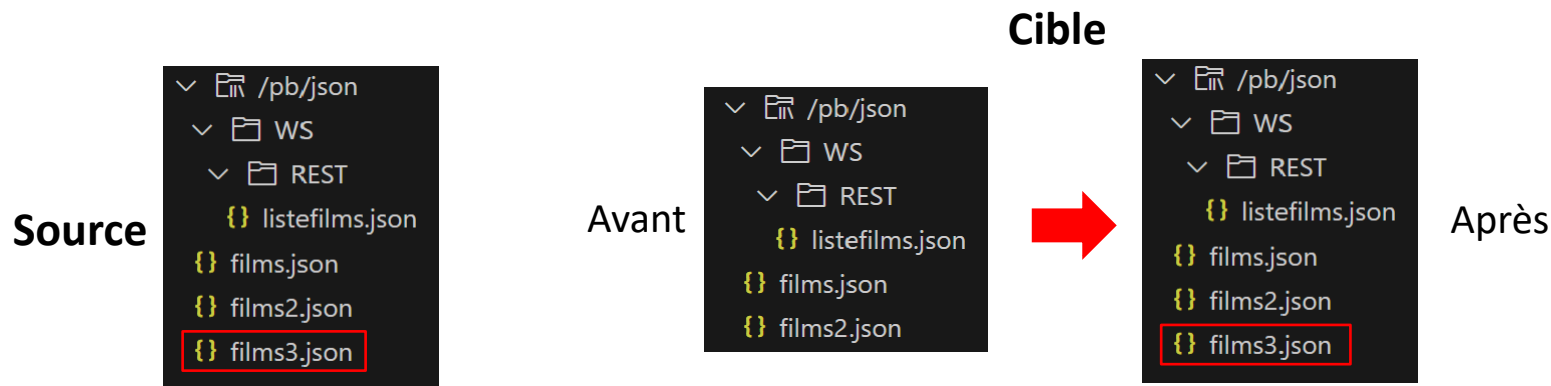 Cible
Source
/pb/json
WS
REST
{} listefilms.json
{} films.json
{} films2.json
{} films3.json
Avant
/pb/json
WS
REST
{} listefilms.json
{} films.json
{} films2.json
/pb/json
WS
REST
{} listefilms.json
{} films.json
{} films2.json
{} films3.json
Après